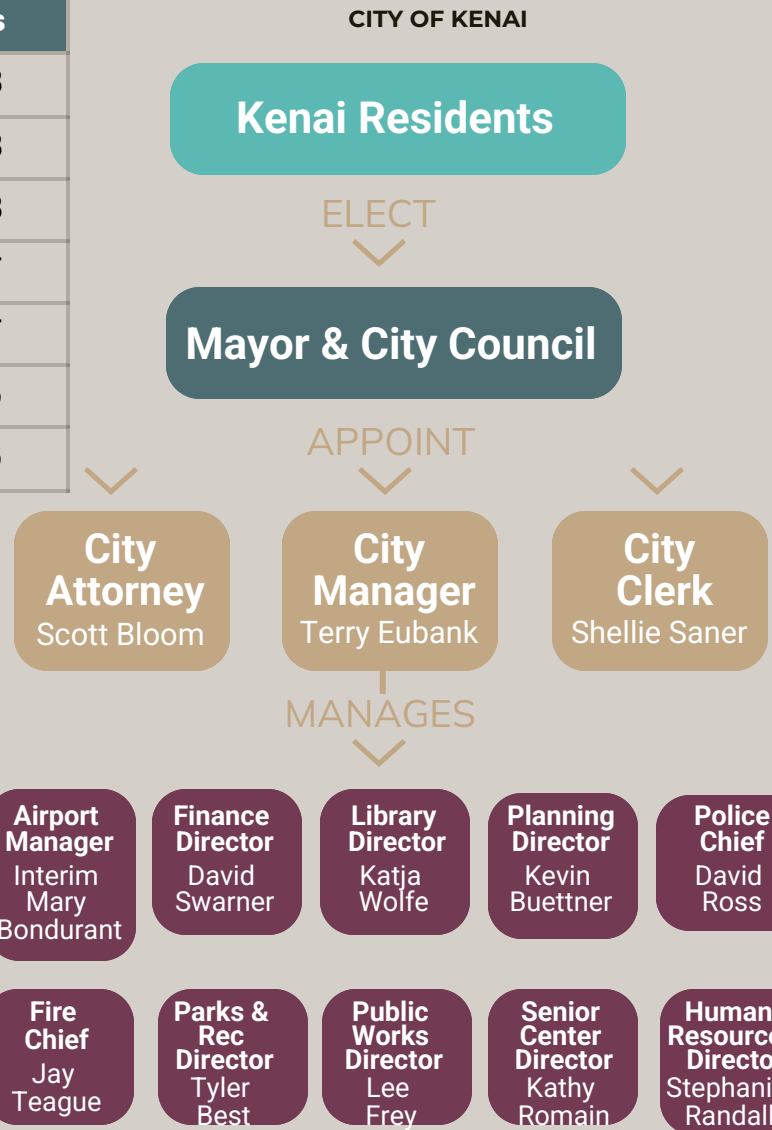 CITY OF KENAI
Kenai Residents
ELECT
Mayor & City Council
APPOINT
City
Attorney
Scott Bloom
City
Manager
Terry Eubank
City
Clerk
Shellie Saner
MANAGES
Airport
Manager
Interim
Mary
Bondurant
Finance
Director
David
Swarner
Library
Director
Katja
Wolfe
Planning
Director
Kevin
Buettner
Police
Chief
David
Ross
Fire
Chief
Jay
Teague
Parks &
Rec
Director
Tyler
Best
Public
Works
Director
Lee
Frey
Senior
Center
Director
Kathy
Romain
Human
Randall